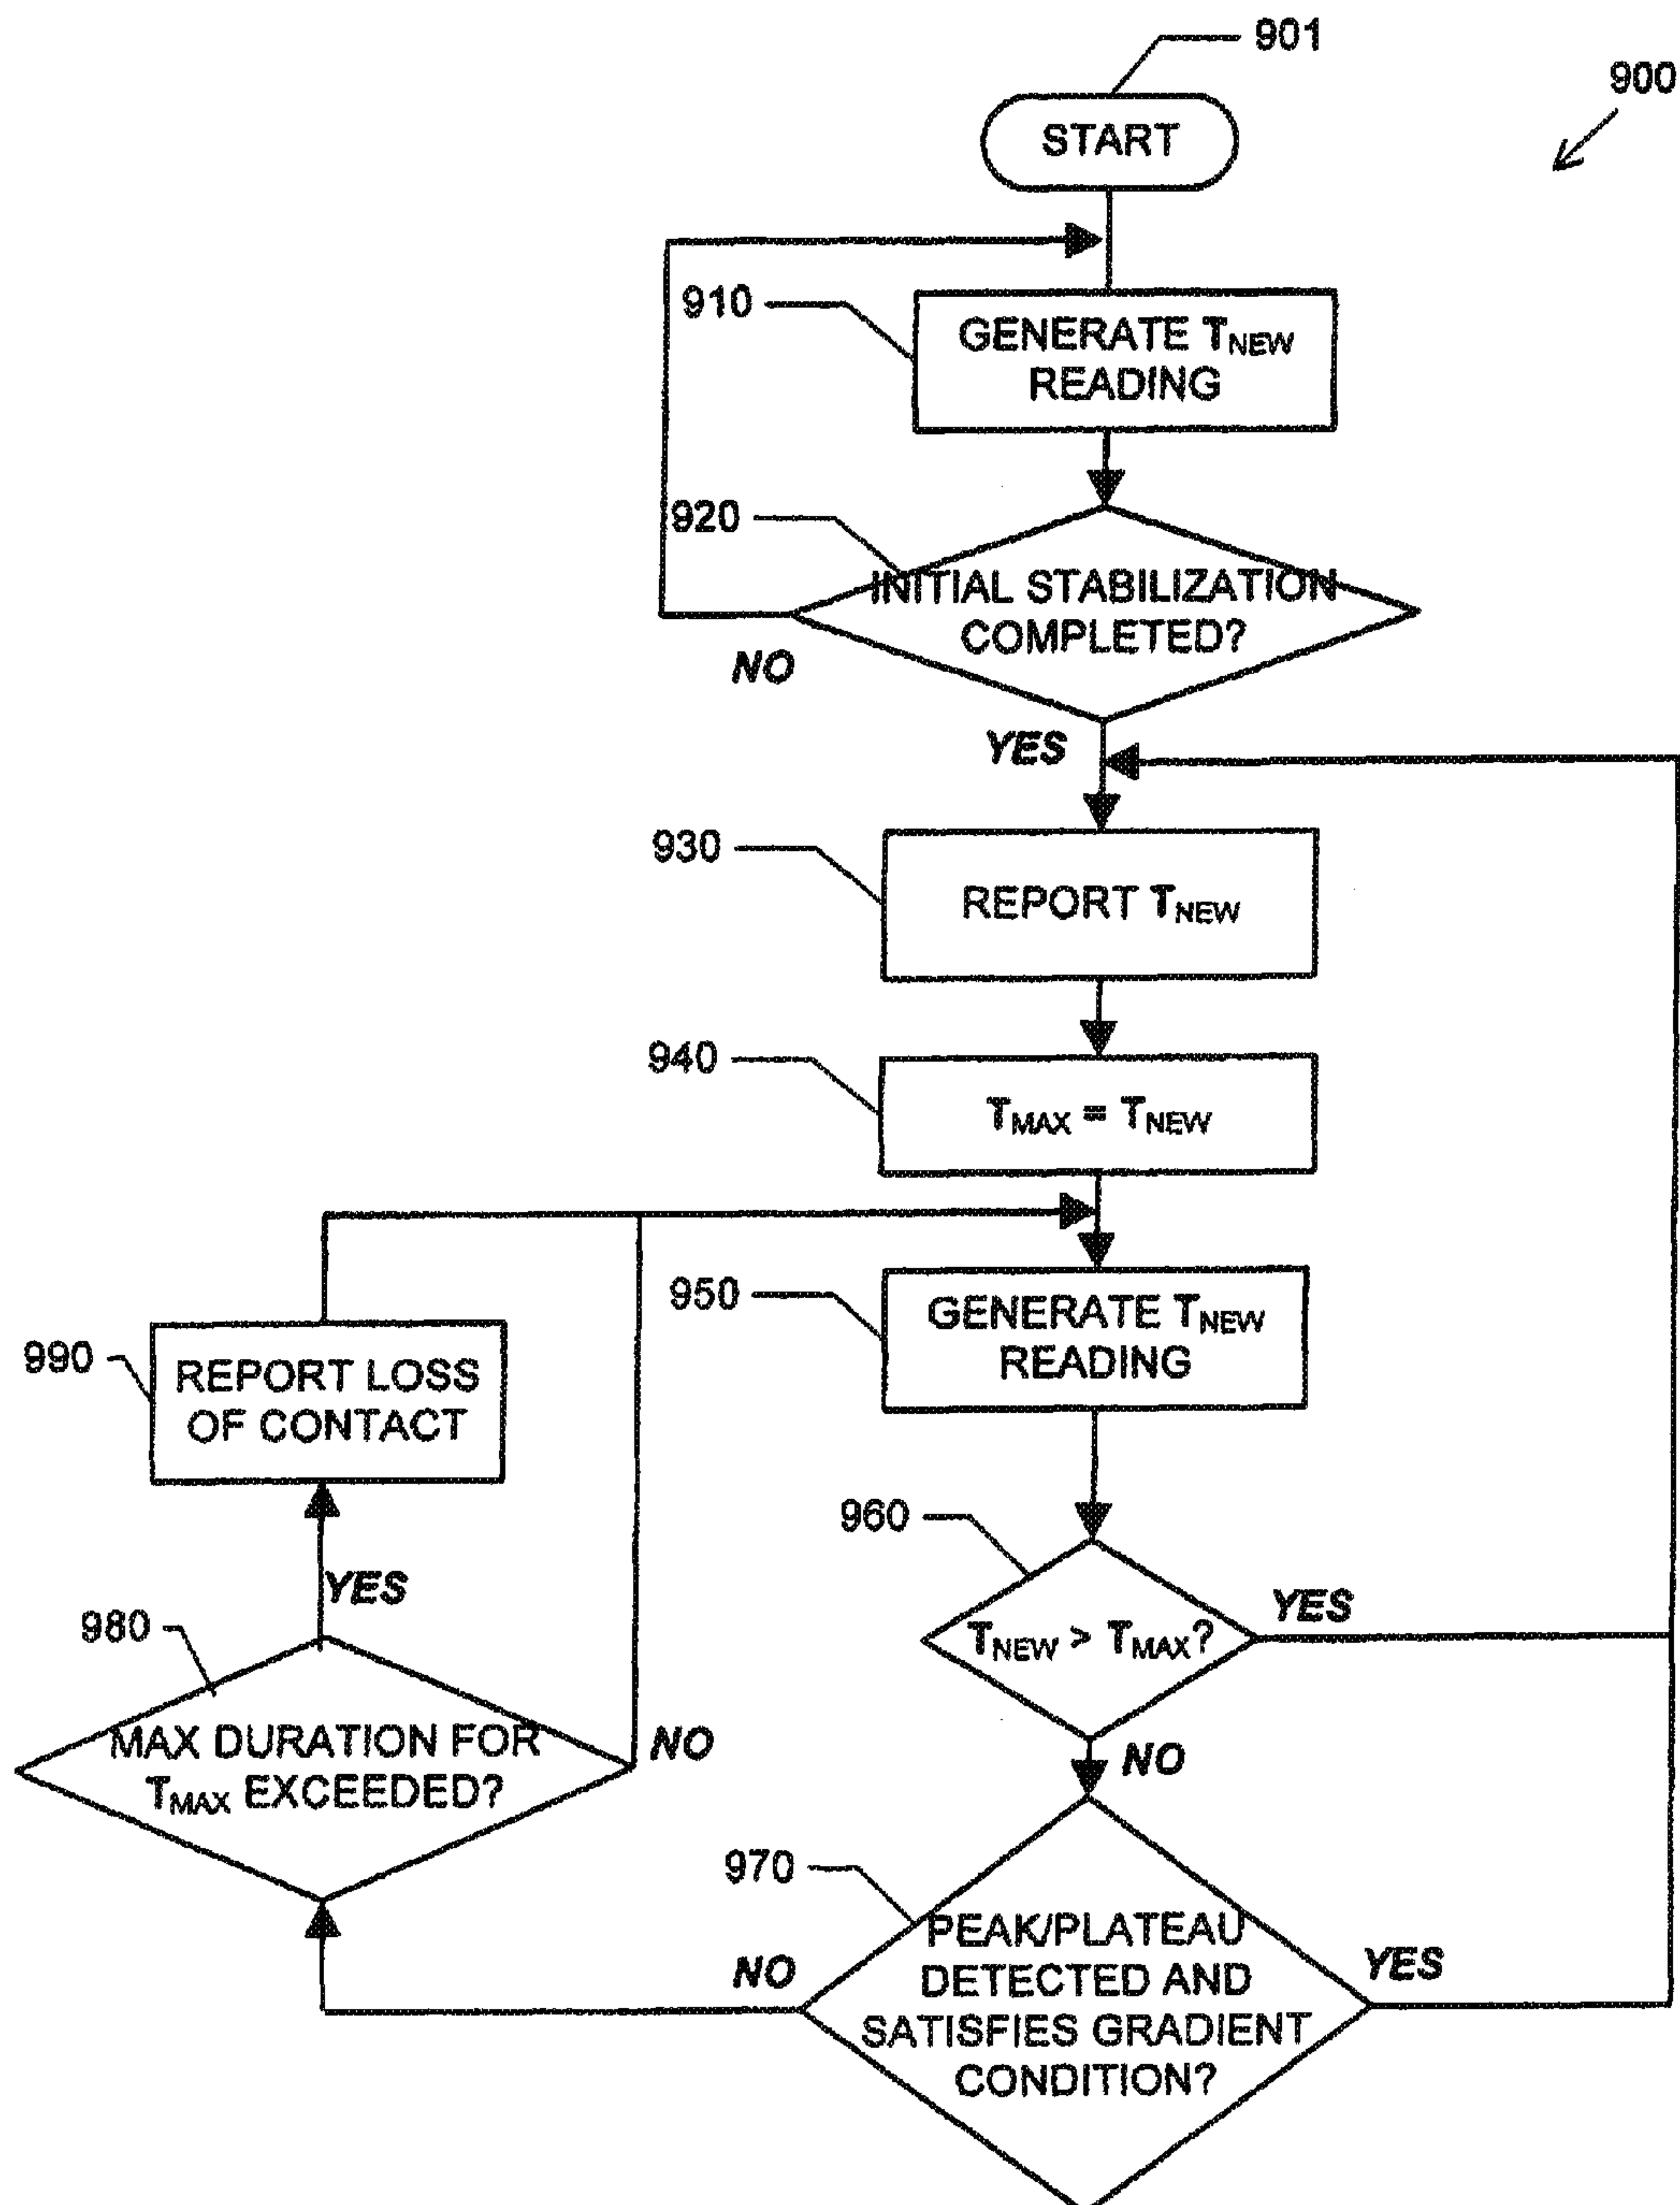 901
900
START
910
GENERATE TNEW
READING
920
INITIAL STABILIZATION
COMPLETED?
NO
YES
930
REPORT TNEW
940
TMAX = TNEW
950
GENERATE TNEW
READING
990
REPORT LOSS
OF CONTACT
960
YES
TNEW > TMAX?
YES
980
MAX DURATION FOR
TMAX EXCEEDED?
NO
NO
970
PEAK/PLATEAU
DETECTED AND
SATISFIES GRADIENT
CONDITION?
NO
YES